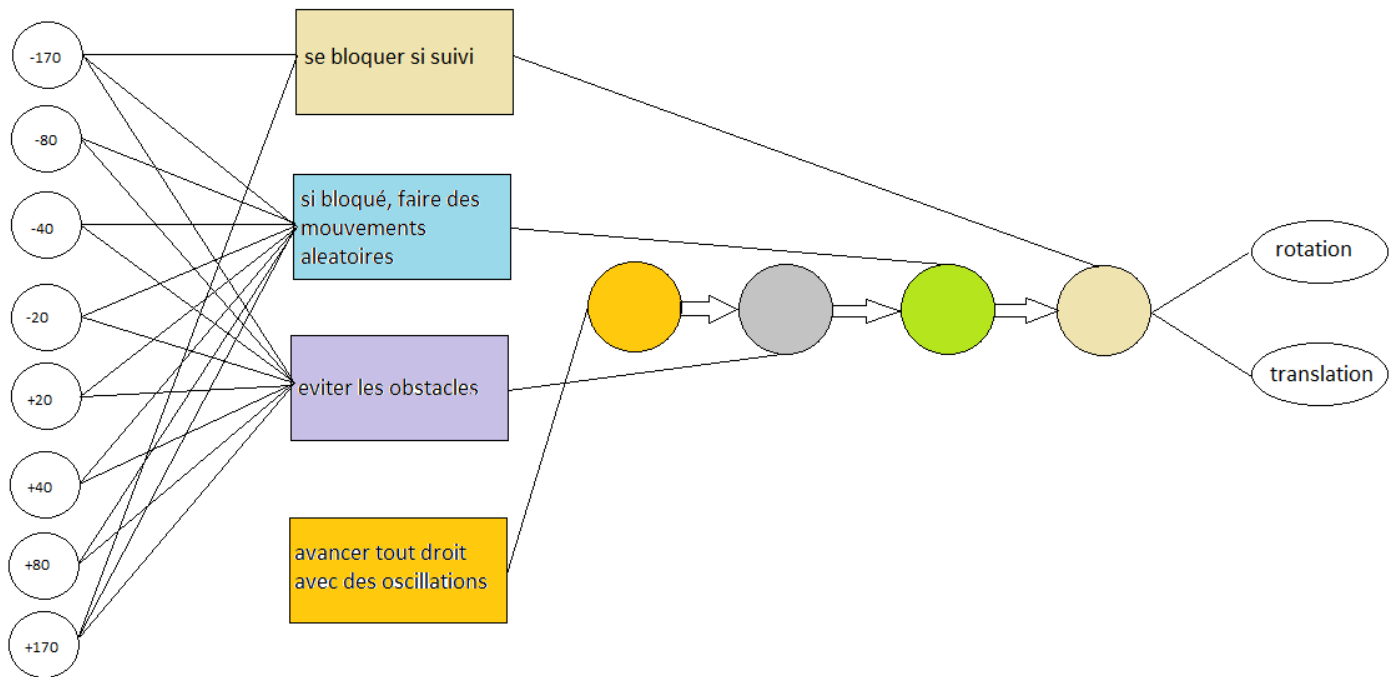 -170
-80
-40
-20
+20
+40
+80
+170
se bloquer si suivi
si bloqué, faire des
mouvements
aleatoires
eviter les obstacles
avancer tout droit
avec des oscillations
rotation
translation